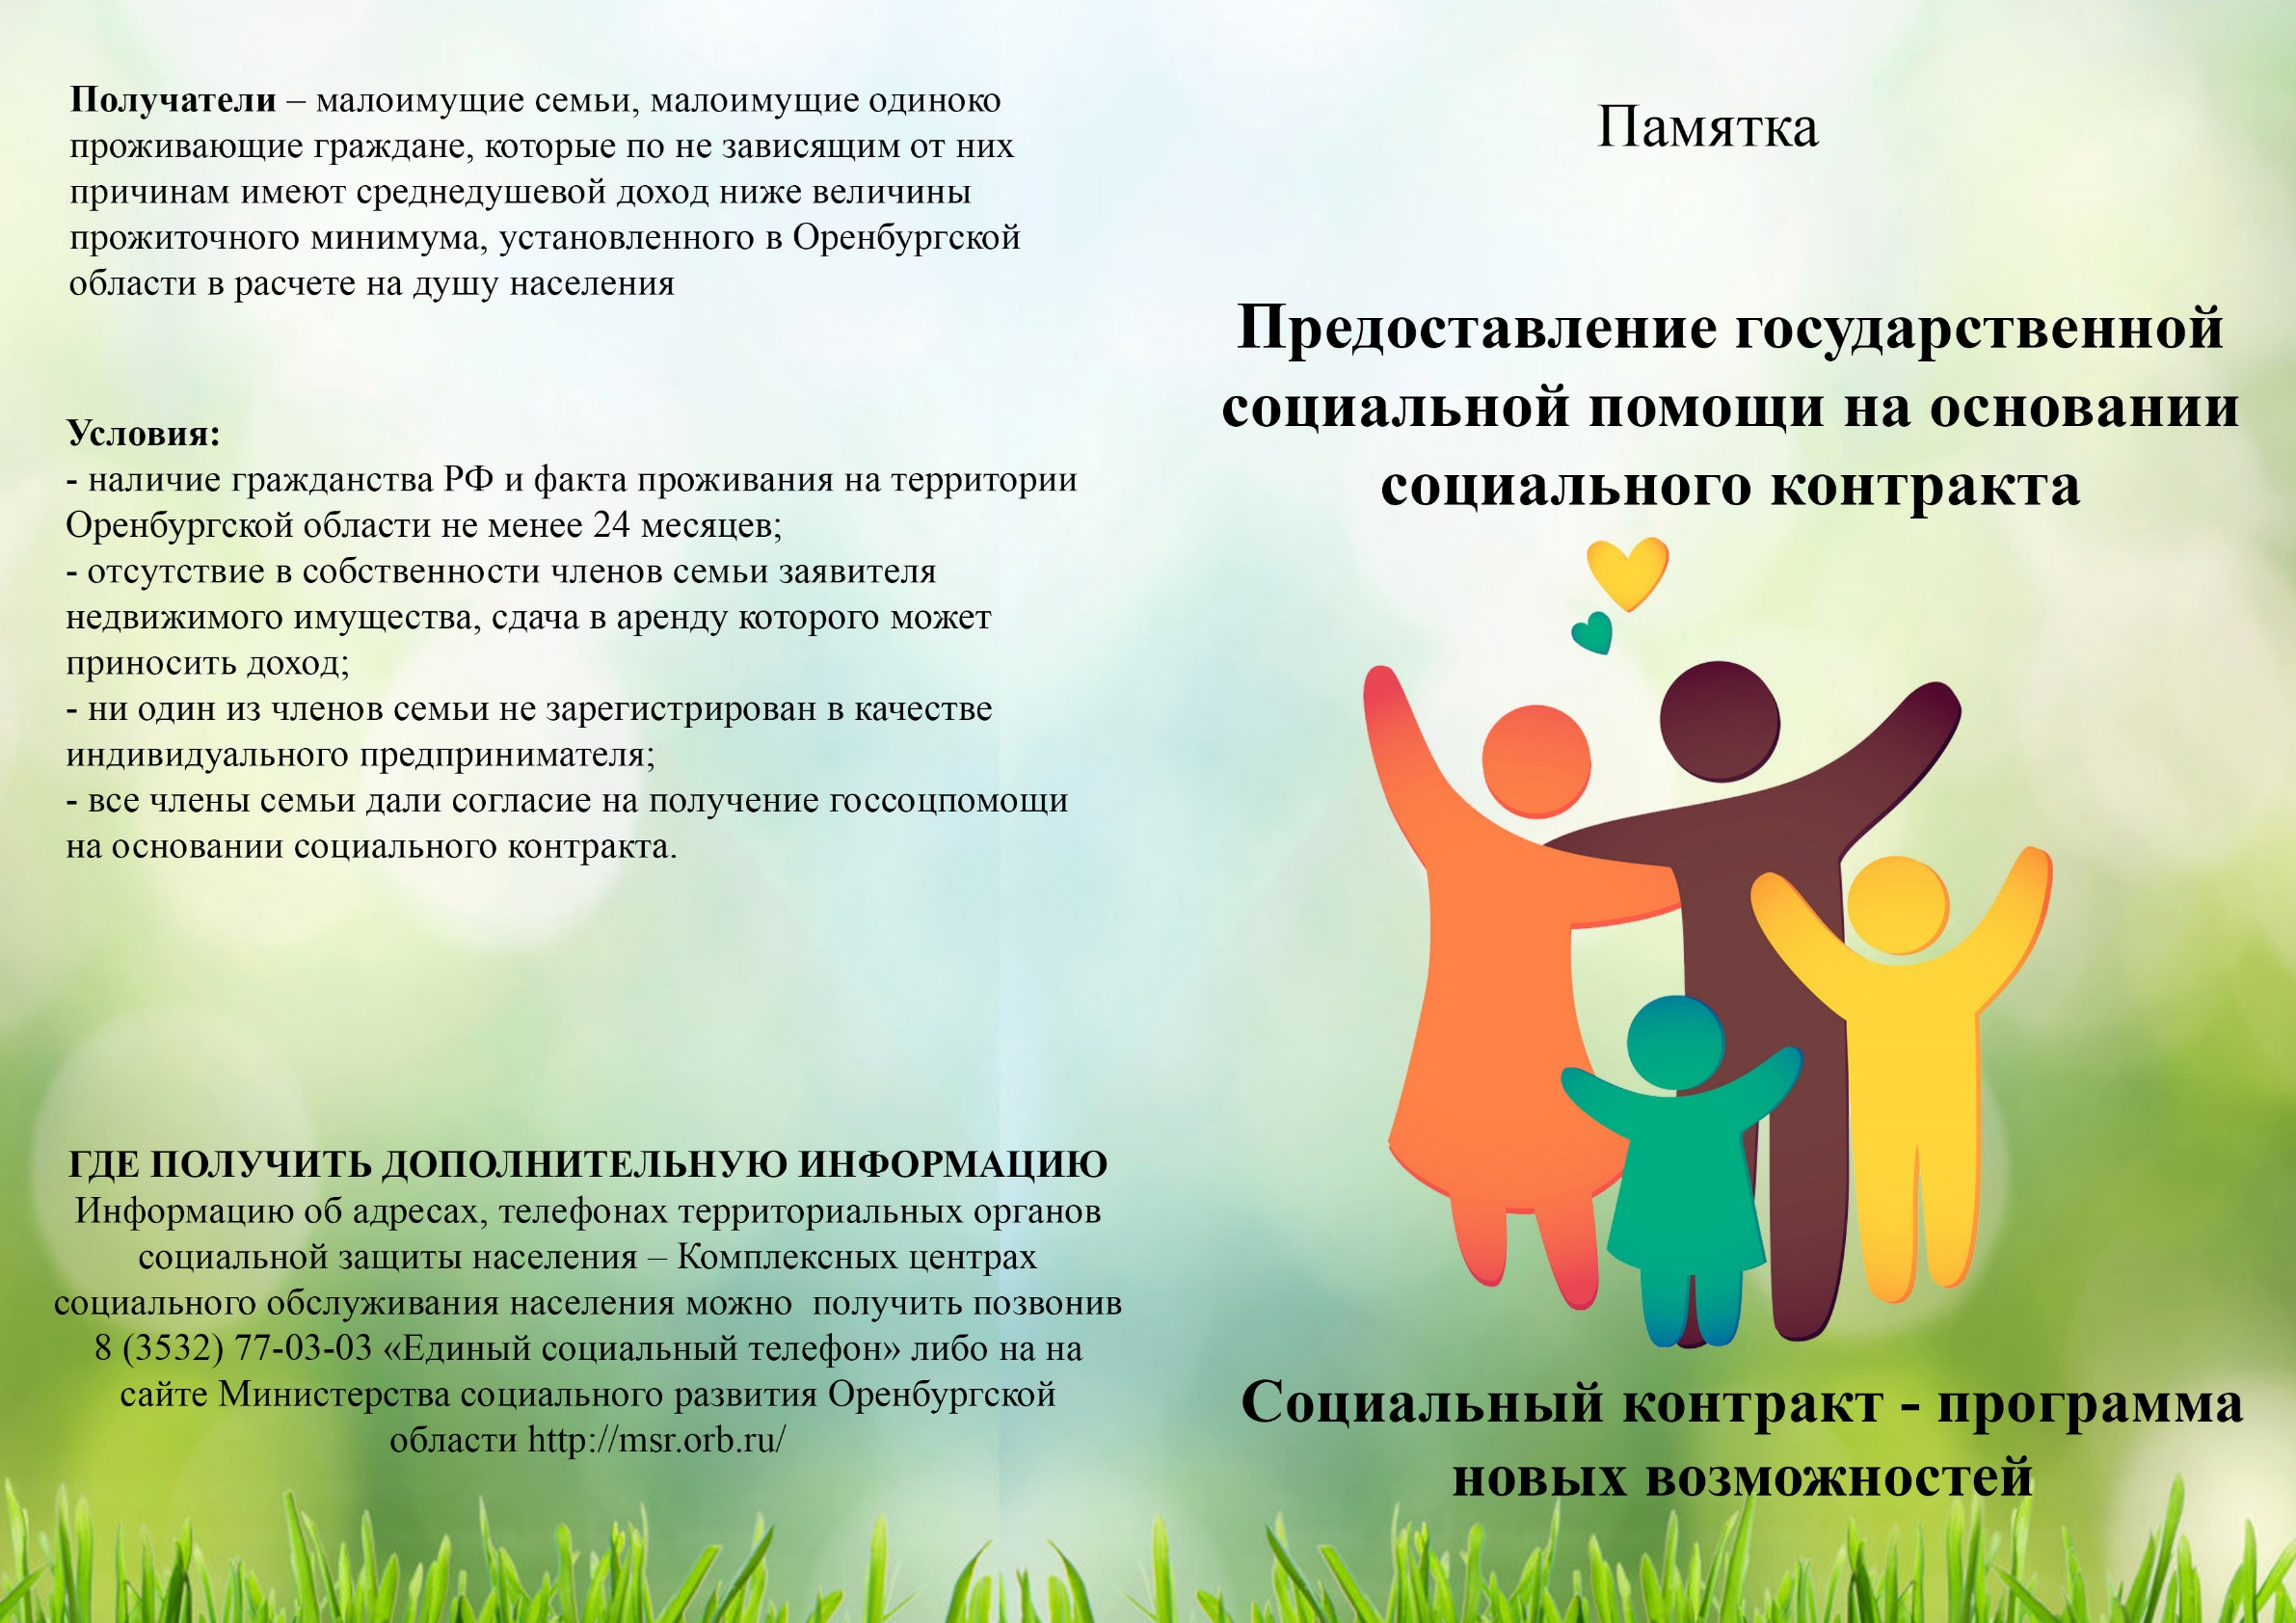 Получатели – малоимущие семьи, малоимущие одиноко
проживающие граждане, которые по не зависящим от них
причинам имеют среднедушевой доход ниже величины
прожиточного минимума, установленного в Оренбургской
области в расчете на душу населения
Условия:
- наличие гражданства РФ и факта проживания на территории
Оренбургской области не менее 24 месяцев;
- отсутствие в собственности членов семьи заявителя
недвижимого имущества, сдача в аренду которого может
приносить доход;
- ни один из членов семьи не зарегистрирован в качестве
индивидуального предпринимателя;
- все члены семьи дали согласие на получение госсоцпомощи
на основании социального контракта.
ГДЕ ПОЛУЧИТЬ ДОПОЛНИТЕЛЬНУЮ ИНФОРМАЦИЮ
Информацию об адресах, телефонах территориальных органов
социальной защиты населения – Комплексных центрах
социального обслуживания населения можно  получить позвонив
8 (3532) 77-03-03 «Единый социальный телефон» либо на на
сайте Министерства социального развития Оренбургской
области http://msr.orb.ru/
Памятка
Предоставление государственной
социальной помощи на основании
социального контракта
Социальный контракт - программа
новых возможностей